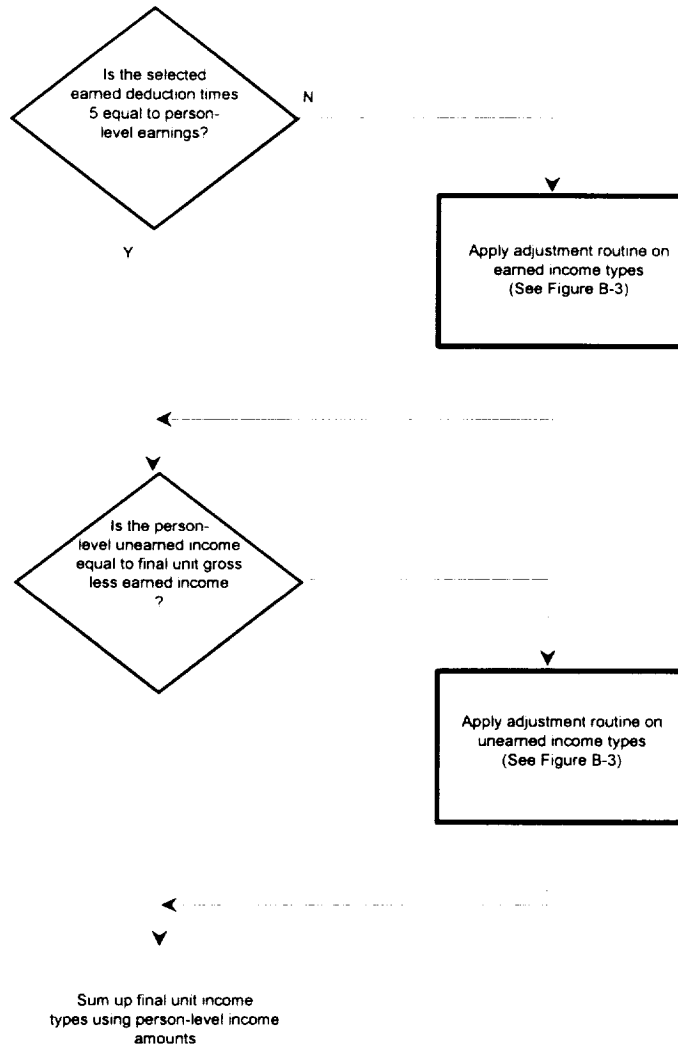 Is the selected
earned deduction times
5 equal to person-
level earnings?
N
Y
Apply adjustment routine on
earned income types
(See Figure B-3)
Is the person-
level unearned income
equal to final unit gross
less earned income
?
Apply adjustment routine on
unearned income types
(See Figure B-3)
Sum up final unit income
types using person-level income
amounts